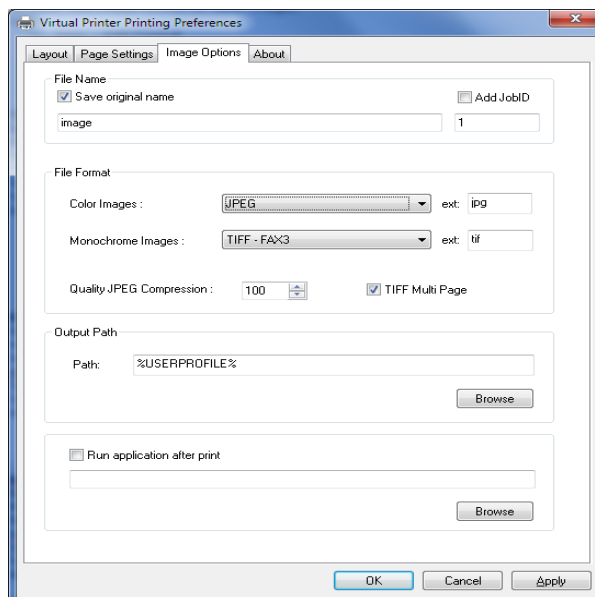 Virtual Printer Printing Preferences
Layout Page Settings Image Options About
File Name
Save original name Add JobID
image 1
File Format
Color Images : JPEG ext: jpg
Monochrome Images : TIFF - FAX3 ext: tif
Quality JPEG Compression : 100 TIFF Multi Page
Output Path
Path: %USERPROFILE%
Browse
Run application after print
Browse
OK Cancel Apply